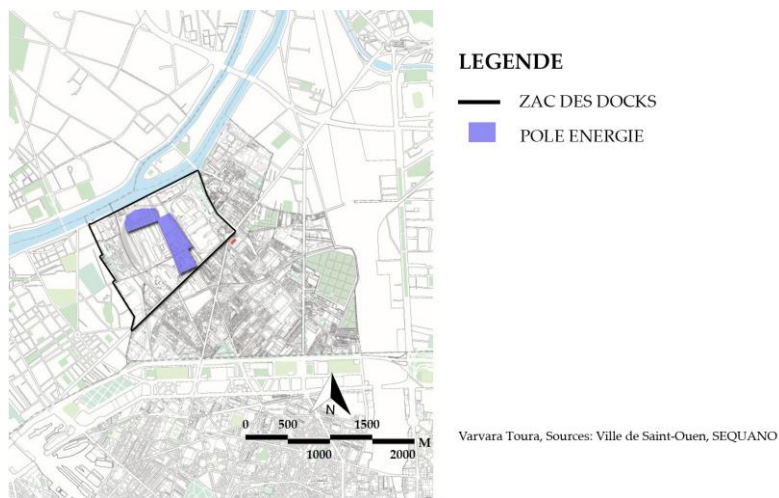 LEGENDE
ZAC DES DOCKS
POLE ENERGIE
N
0 500 1500
1000 2000 M
Varvara Toura, Sources: Ville de Saint-Ouen, SEQUANO